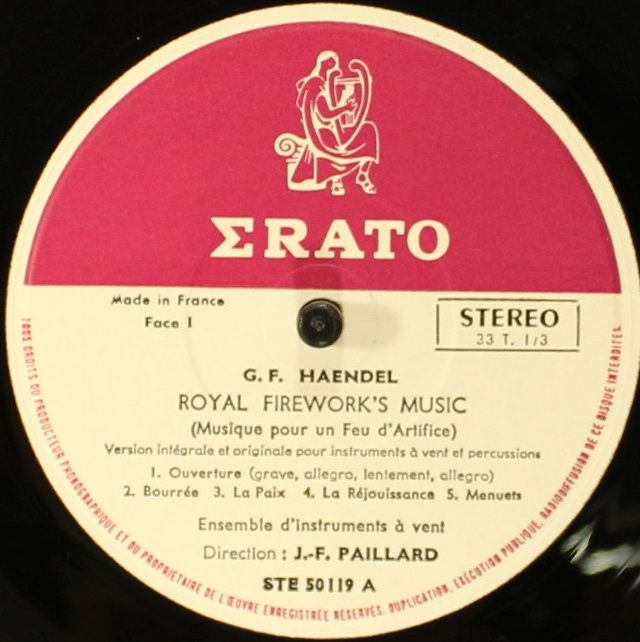 ΣRATO
Made in France
Face 1
STEREO
33 T. 1/3
G. F. HAENDEL
ROYAL FIREWORK'S MUSIC
(Musique pour un Feu d'Artifice)
Version intégrale et originale pour instruments à vent et percussions
1. Ouverture (grave, allegro, lentement, allegro)
2. Bourrée 3. La Paix 4. La Réjouissance 5. Menuets
Ensemble d'instruments à vent
Direction : J.-F. PAILLARD
STE 50119 A
TOUS DROITS DU PRODUCTEUR PHONOGRAPHIQUE ET DU PROPRIÉTAIRE DE L'ŒUVRE ENREGISTRÉE RÉSERVÉS. DUPLICATION, EXÉCUTION PUBLIQUE, RADIODIFFUSION DE CE DISQUE INTERDITES.